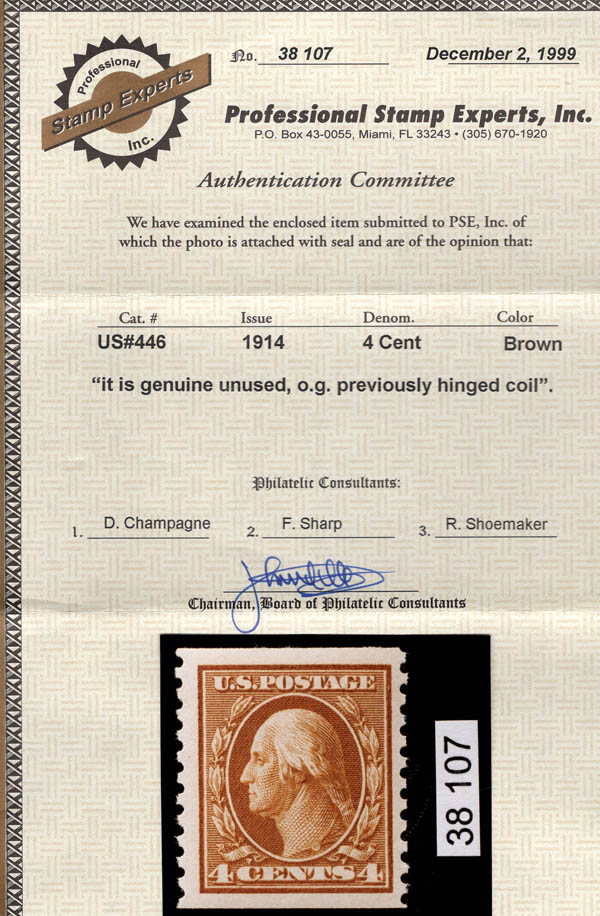 Professional
Stamp Experts
Inc.
No. 38 107
December 2, 1999
Professional Stamp Experts, Inc.
P.O. Box 43-0055, Miami, FL 33243 • (305) 670-1920
Authentication Committee
We have examined the enclosed item submitted to PSE, Inc. of
which the photo is attached with seal and are of the opinion that:
Cat. # Issue Denom. Color
US#446 1914 4 Cent Brown
“it is genuine unused, o.g. previously hinged coil”.
Philatelic Consultants:
1. D. Champagne 2. F. Sharp 3. R. Shoemaker
Chairman, Board of Philatelic Consultants
U.S. POSTAGE
4 CENTS 4
38 107